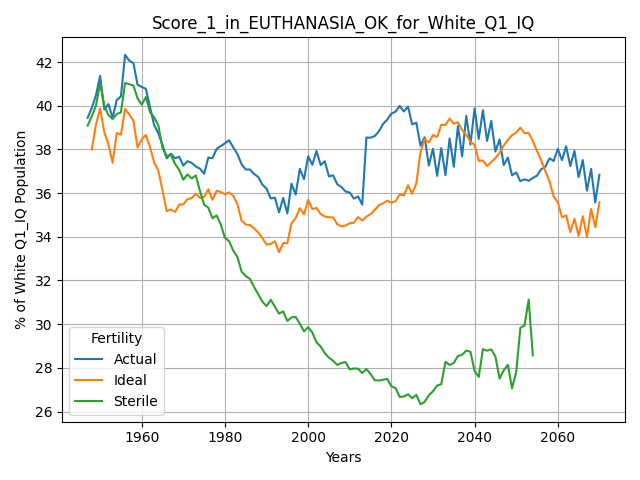 Score_1_in_EUTHANASIA_OK_for_White_Q1_IQ
% of White Q1_IQ Population
42
40
38
36
34
32
30
28
26
Fertility
Actual
Ideal
Sterile
1960
1980
2000
2020
2040
2060
Years